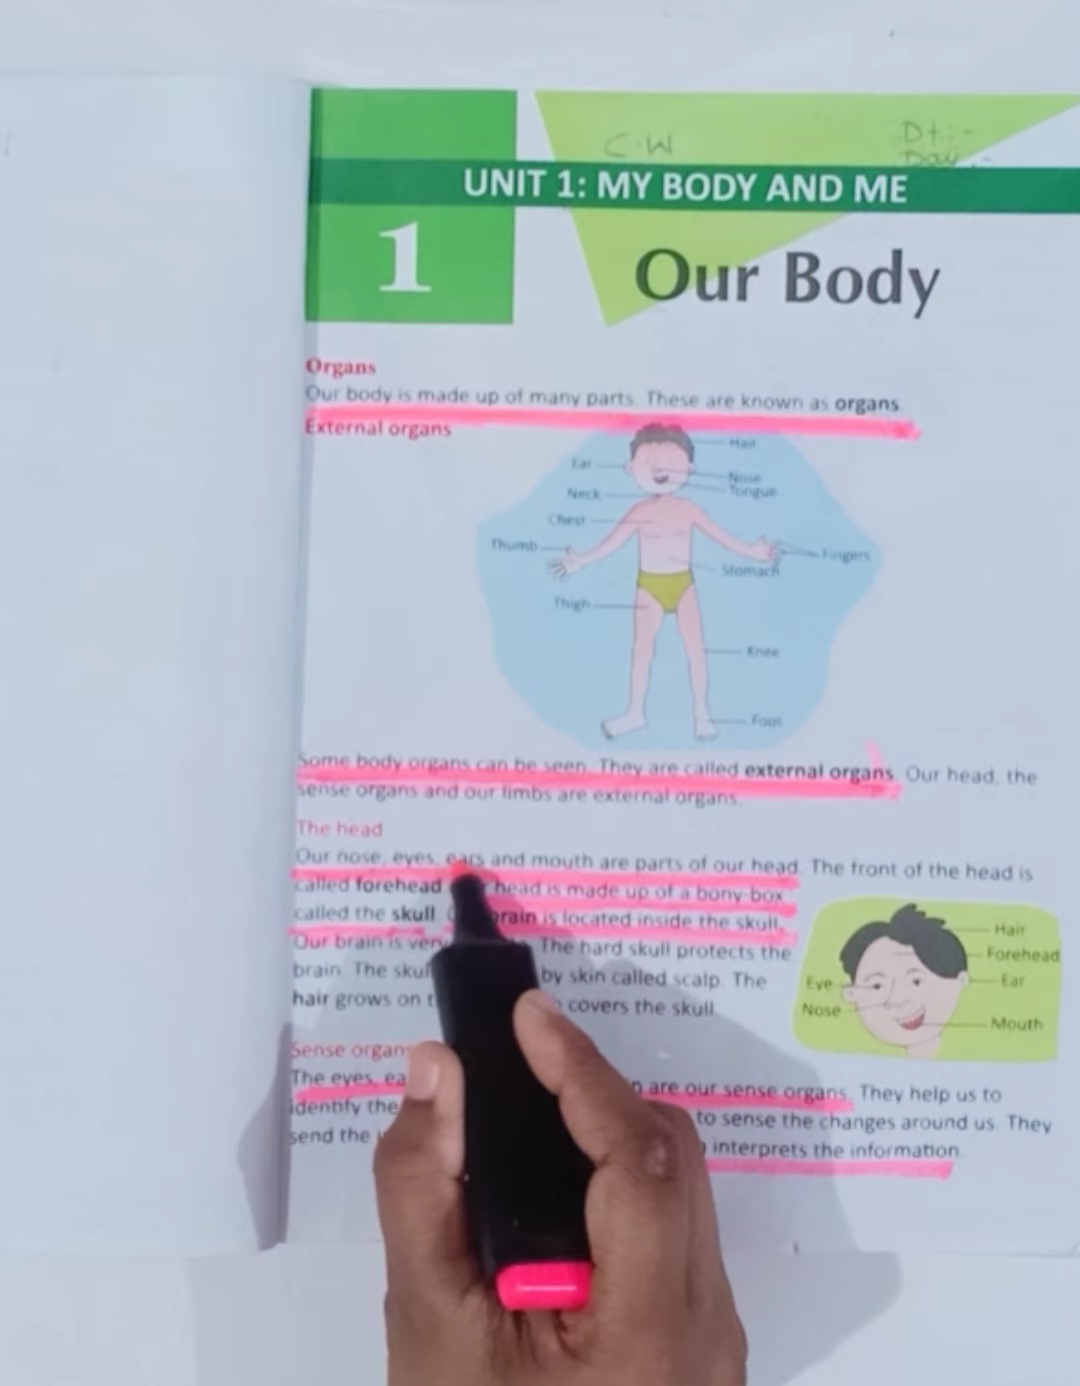 C.W
Dt:-
Day:-
UNIT 1: MY BODY AND ME
1
Our Body
Organs
Our body is made up of many parts. These are known as organs.
External organs
Hair
Ear
Nose
Neck
Tongue
Chest
Thumb
Fingers
Stomach
Thigh
Knee
Foot
Some body organs can be seen. They are called external organs. Our head, the
sense organs and our limbs are external organs.
The head
Our nose, eyes, ears and mouth are parts of our head. The front of the head is
called forehead. head is made up of a bony box
called the skull. brain is located inside the skull.
Our brain is very The hard skull protects the
brain. The skull by skin called scalp. The
hair grows on covers the skull.
Hair
Forehead
Eye
Ear
Nose
Mouth
Sense organs
The eyes, are our sense organs. They help us to
identify the to sense the changes around us. They
send the interprets the information.